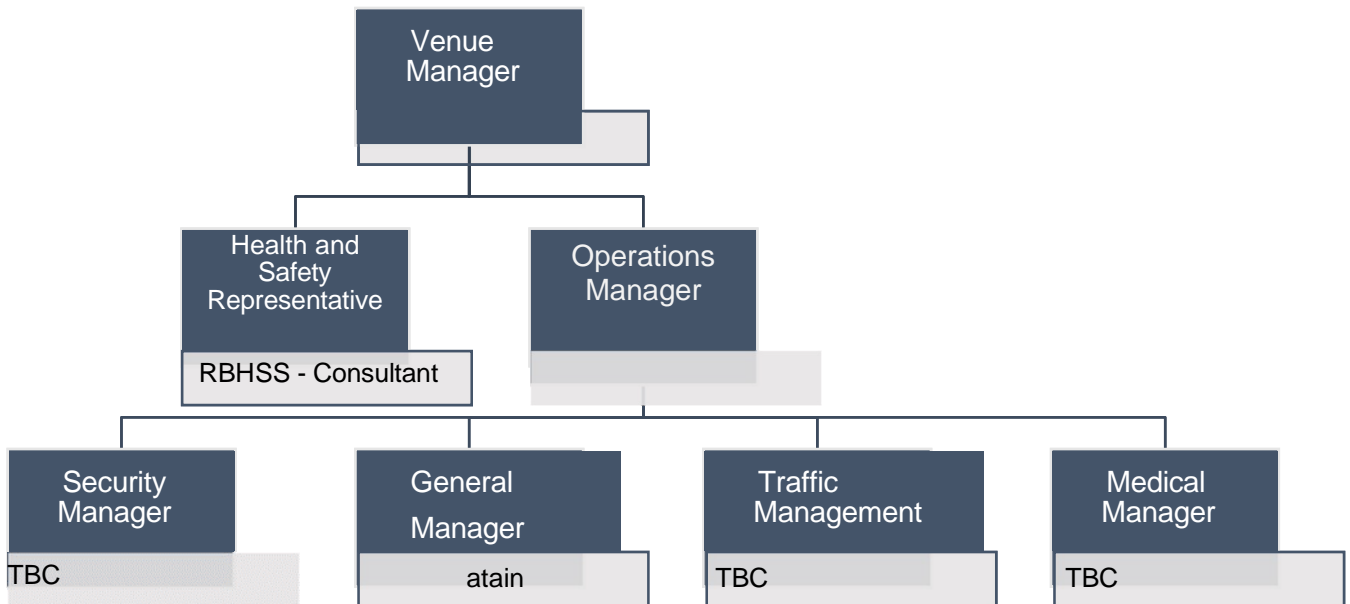 Venue
Manager
Health and
Safety
Representative
RBHSS - Consultant
Operations
Manager
Security
Manager
TBC
General
Manager
atain
Traffic
Management
TBC
Medical
Manager
TBC